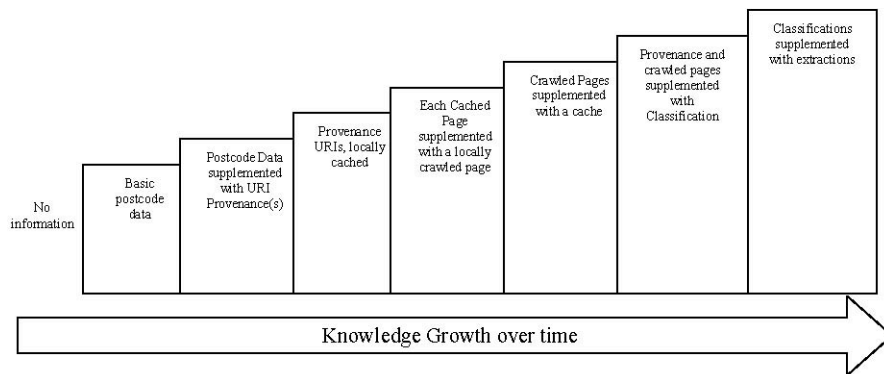 No
information
Basic
postcode
data
Postcode Data
supplemented
with URI
Provenance(s)
Provenance
URIs, locally
cached
Each Cached
Page
supplemented
with a locally
crawled page
Crawled Pages
supplemented
with a cache
Provenance and
crawled pages
supplemented
with
Classification
Classifications
supplemented
with extractions
Knowledge Growth over time